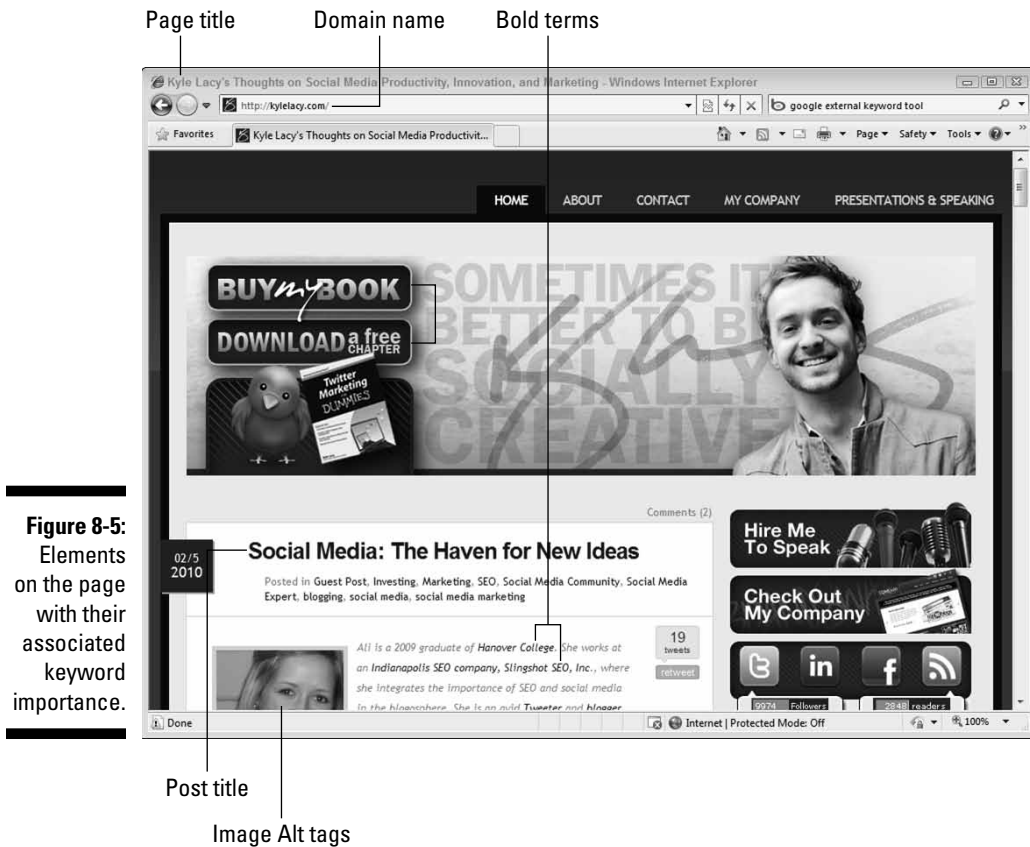 Page title Domain name Bold terms
Kyle Lacy's Thoughts on Social Media Productivity, Innovation, and Marketing - Windows Internet Explorer
http://kylelacy.com/ google external keyword tool
Favorites Kyle Lacy's Thoughts on Social Media Productivit... Page Safety Tools
HOME ABOUT CONTACT MY COMPANY PRESENTATIONS & SPEAKING
BUY my BOOK
DOWNLOAD a free CHAPTER
Twitter
Marketing
FOR
DUMMIES
SOMETIMES IT'S
BETTER TO BE
SOCIALLY
CREATIVE
Figure 8-5:
Elements
on the page
with their
associated
keyword
importance.
Comments (2)
02/5
2010
Social Media: The Haven for New Ideas
Posted in Guest Post, Investing, Marketing, SEO, Social Media Community, Social Media
Expert, blogging, social media, social media marketing
Ali is a 2009 graduate of Hanover College. She works at
an Indianapolis SEO company, Slingshot SEO, Inc., where
she integrates the importance of SEO and social media
in the blogosphere. She is an avid Tweeter and blogger
19
tweets
retweet
Hire Me
To Speak
Check Out
My Company
in f
9974 Followers 2848 readers
Done Internet | Protected Mode: Off 100%
Post title
Image Alt tags